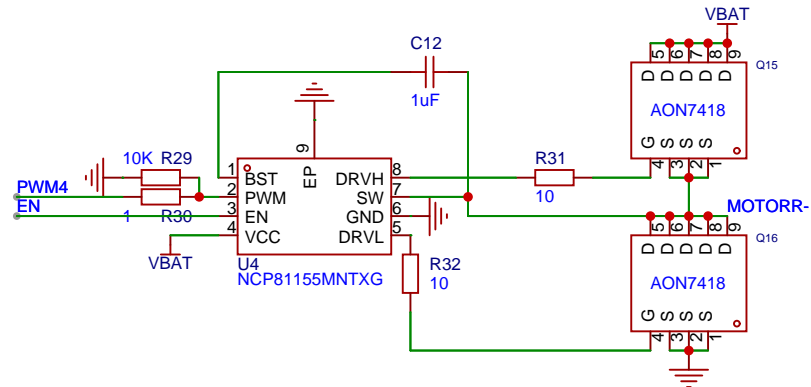 VBAT
C12
1uF
Q15
5 6 7 8 9
D D D D D
AON7418
G S S S
4 3 2 1
10K R29
PWM4
EN
1 R30
9
EP
1 BST
2 PWM
3 EN
4 VCC
DRVH 8
SW 7
GND 6
DRVL 5
VBAT
U4
NCP81155MNTXG
R31
10
R32
10
MOTORR-
Q16
5 6 7 8 9
D D D D D
AON7418
G S S S
4 3 2 1